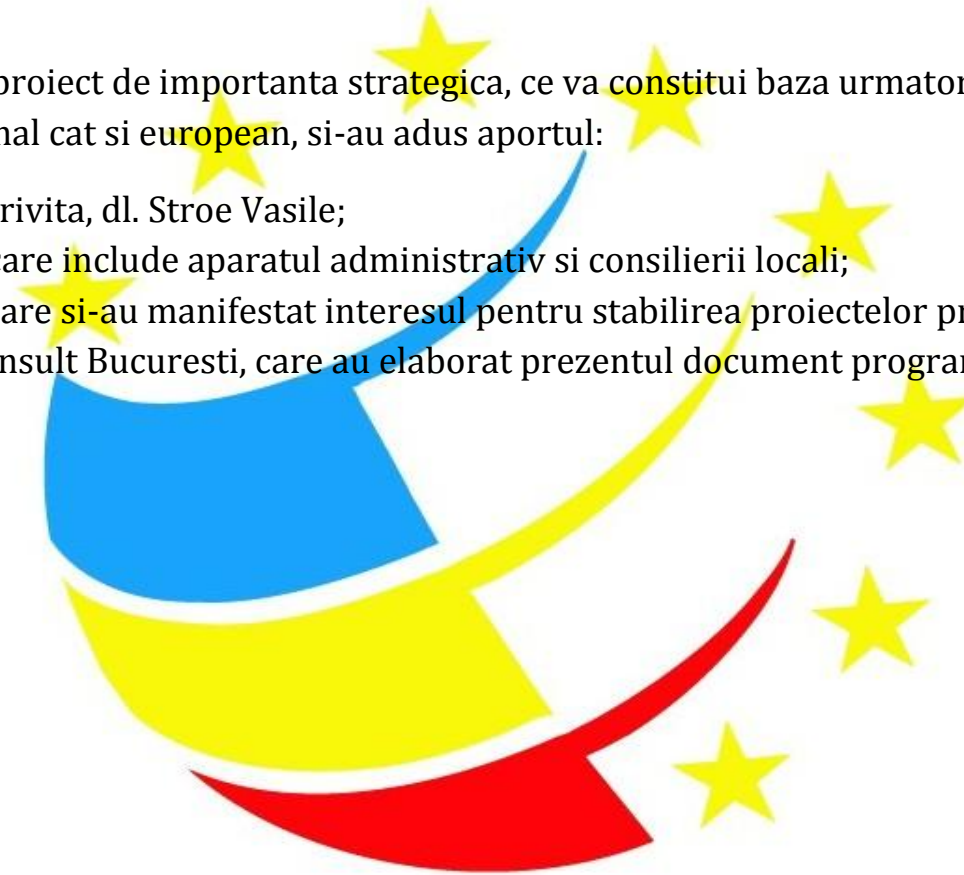 proiect de importanta strategica, ce va constitui baza urmator
nal cat si european, si-au adus aportul:
rivita, dl. Stroe Vasile;
care include aparatul administrativ si consilierii locali;
are si-au manifestat interesul pentru stabilirea proiectelor pr
nsult Bucuresti, care au elaborat prezentul document program